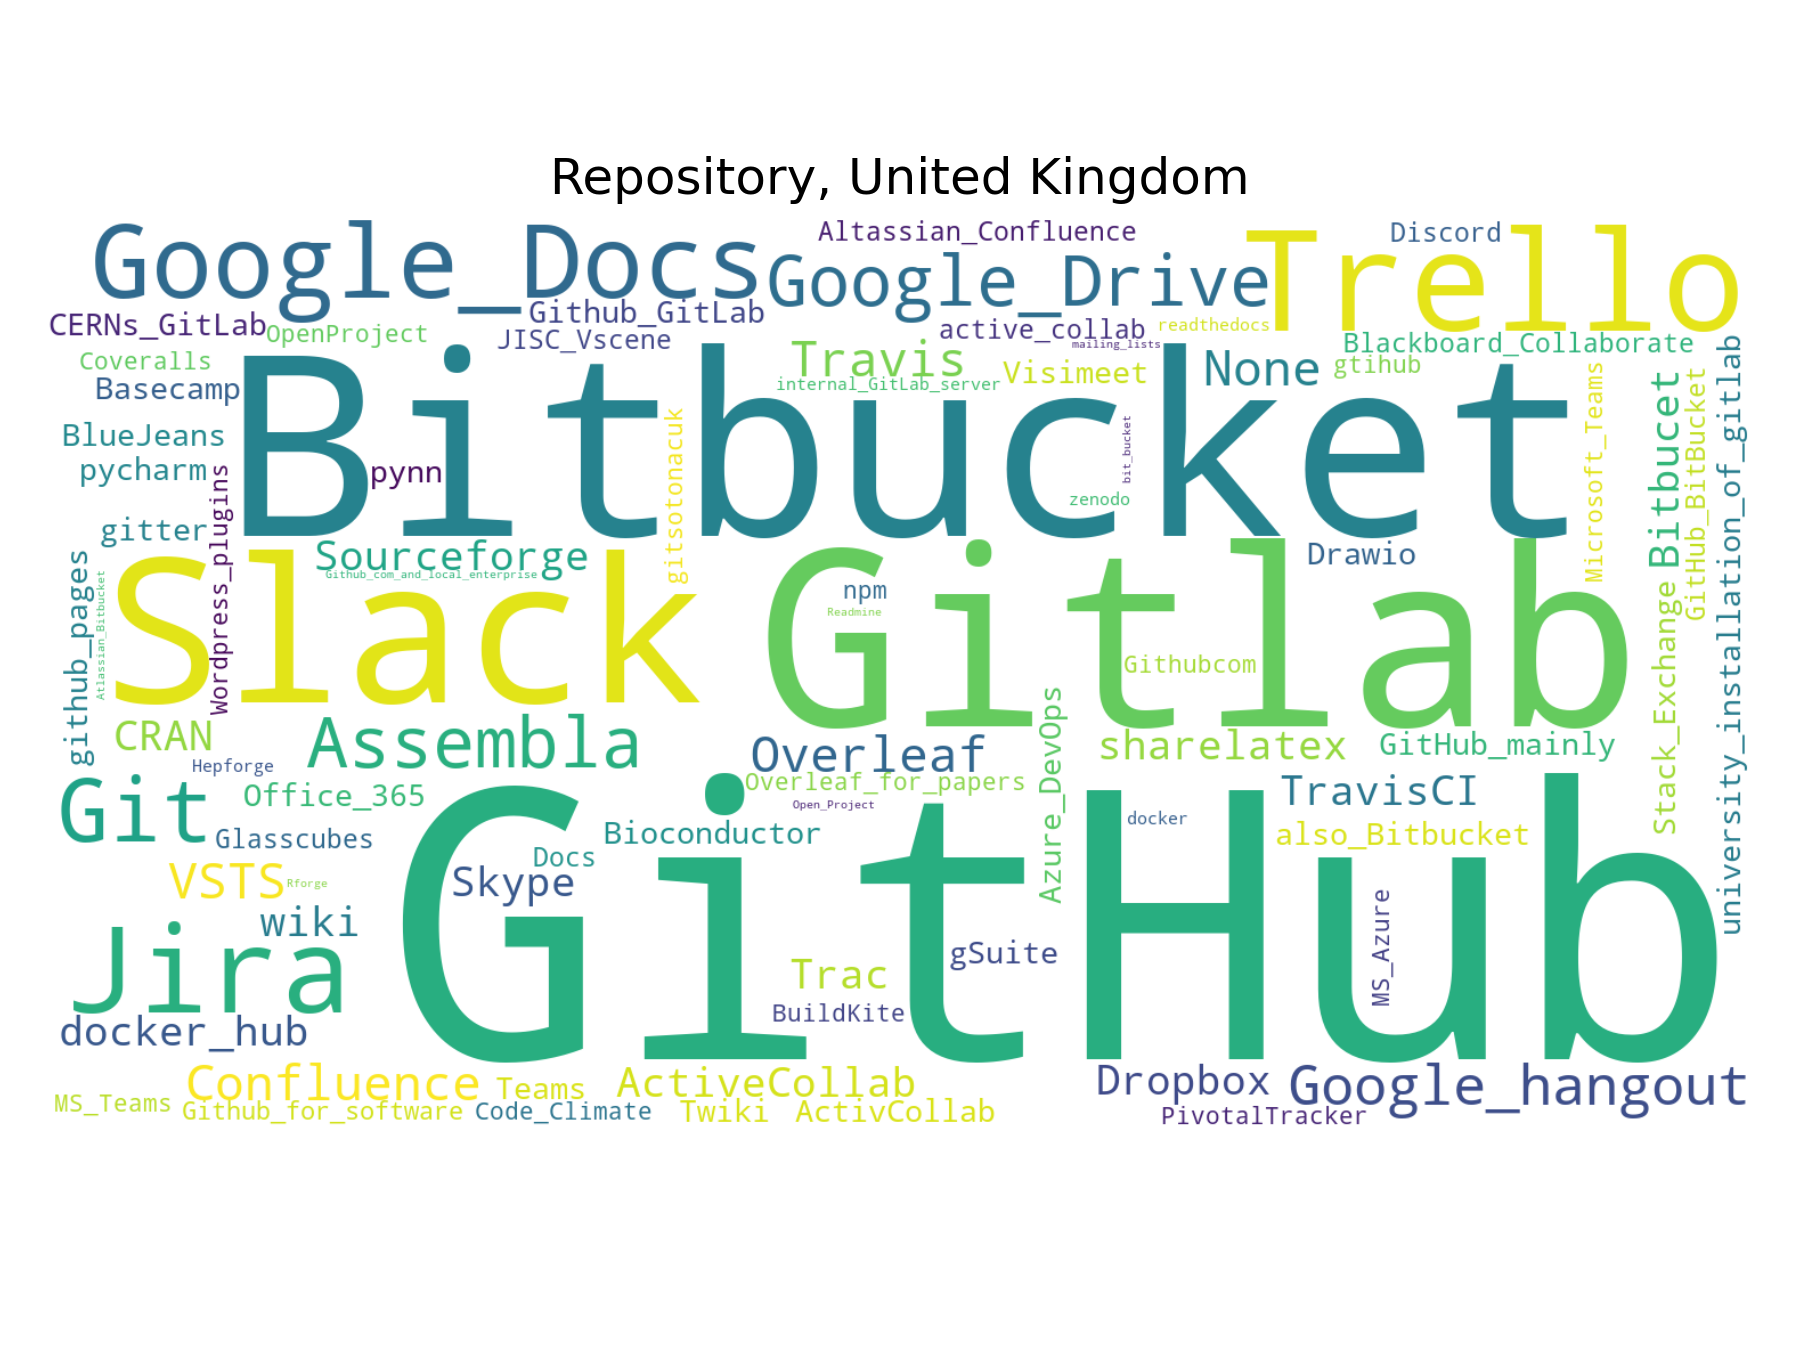 Repository, United Kingdom
Google_Docs
Altassian_Confluence
Google_Drive
Trello
Discord
CERNs_GitLab
OpenProject
Github_GitLab
JISC_Vscene
active_collab
readthedocs
mailing_lists
Blackboard_Collaborate
Coveralls
Basecamp
Travis
internal_GitLab_server
Visimeet
None
gtihub
Bitbucket
BlueJeans
pycharm
pynn
gitsotonacuk
bit_bucket
zenodo
Microsoft_Teams
Bitbucet
GitHub_BitBucket
university_installation_of_gitlab
gitter
Wordpress_plugins
Sourceforge
Github_com_and_local_enterprise
Drawio
github_pages
Atlassian_Bitbucket
Slack
Gitlab
npm
Readmine
Githubcom
Stack_Exchange
CRAN
Assembla
Overleaf
Azure_DevOps
sharelatex
GitHub_mainly
Hepforge
Git
Office_365
Overleaf_for_papers
Open_Project
TravisCI
Glasscubes
Bioconductor
docker
also_Bitbucket
VSTS
Rforge
Docs
Skype
GitHub
wiki
Jira
gSuite
MS_Azure
Trac
BuildKite
docker_hub
Confluence
Teams
ActiveCollab
Dropbox
Google_hangout
MS_Teams
Github_for_software
Code_Climate
Twiki
ActivCollab
PivotalTracker